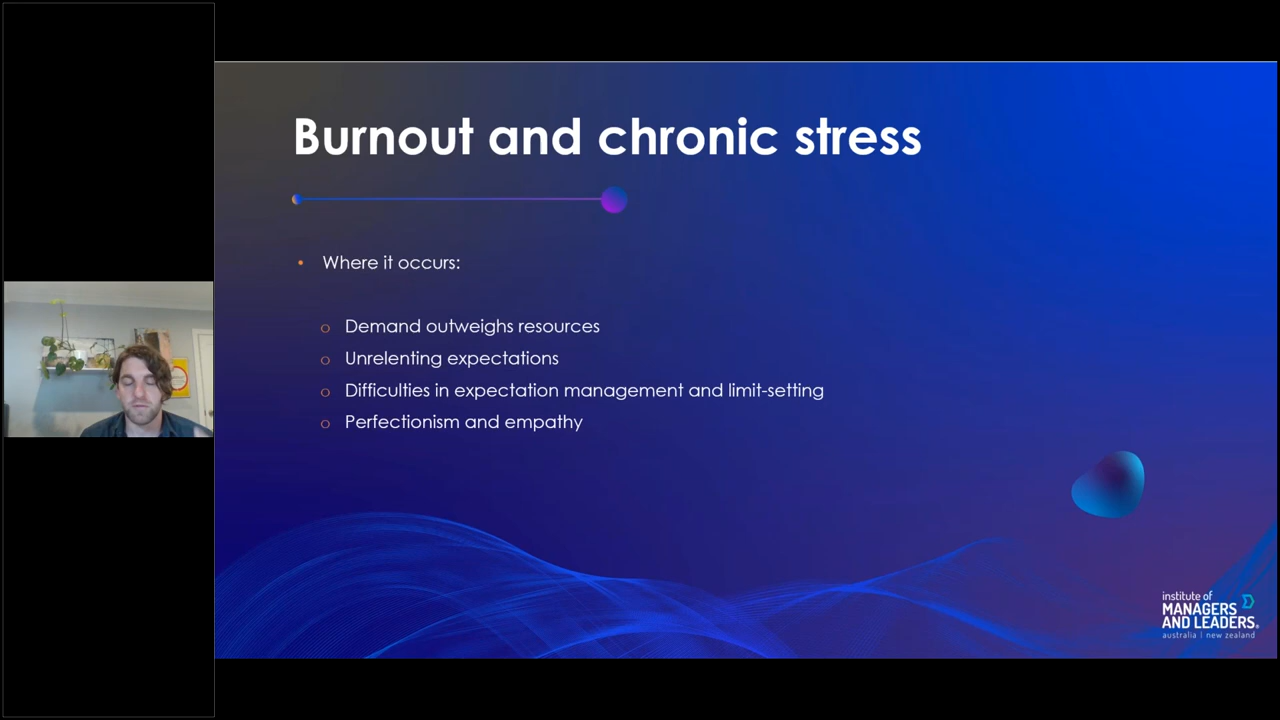 Burnout and chronic stress
• Where it occurs:
o Demand outweighs resources
o Unrelenting expectations
o Difficulties in expectation management and limit-setting
o Perfectionism and empathy
institute of
MANAGERS
AND LEADERS®
australia | new zealand